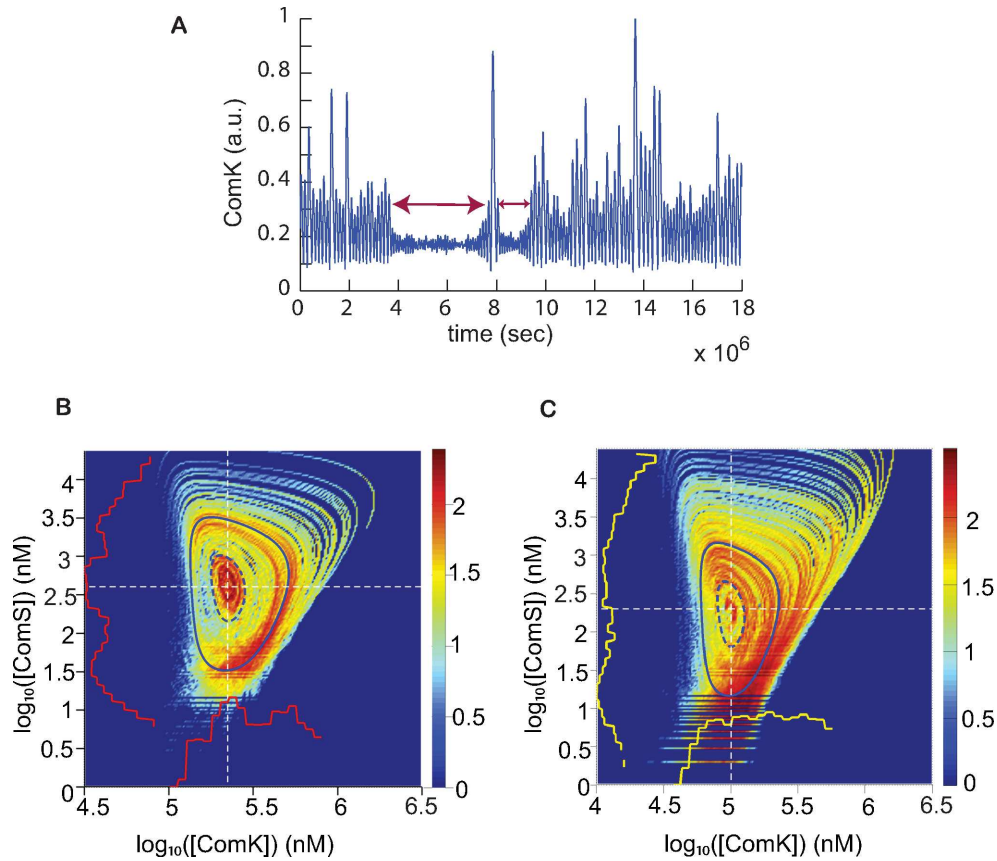 A
1
0.8
0.6
0.4
0.2
0
ComK (a.u.)
0 2 4 6 8 10 12 14 16 18
time (sec)
x 10⁶
B
4
3.5
3
2.5
2
1.5
1
0.5
0
log₁₀([ComS]) (nM)
4.5 5 5.5 6 6.5
log₁₀([ComK]) (nM)
2
1.5
1
0.5
0
C
4
3.5
3
2.5
2
1.5
1
0.5
0
log₁₀([ComS]) (nM)
4 4.5 5 5.5 6 6.5
log₁₀([ComK]) (nM)
2
1.5
1
0.5
0